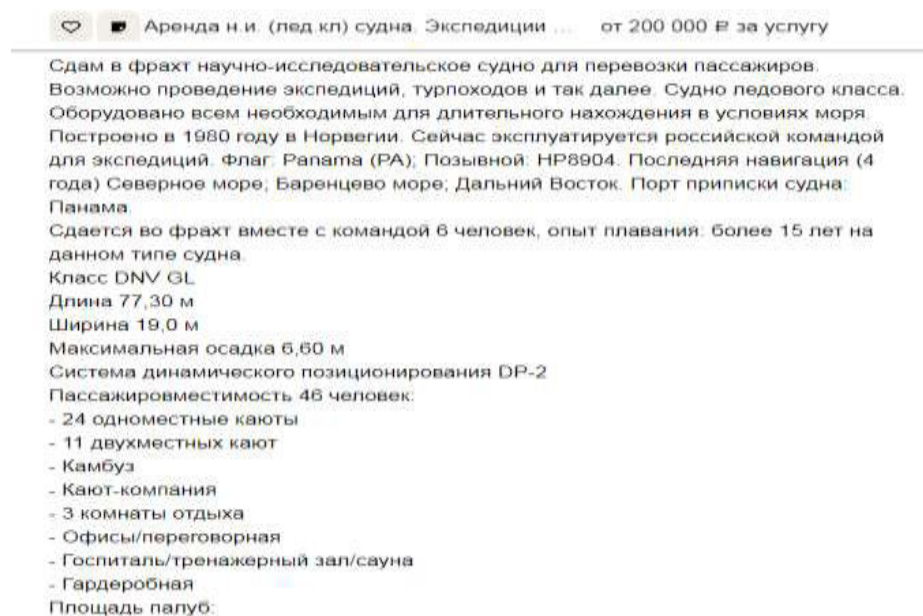 Аренда н.и. (лед.кл) судна. Экспедиции ... от 200 000 ₽ за услугу
Сдам в фрахт научно-исследовательское судно для перевозки пассажиров.
Возможно проведение экспедиций, турпоходов и так далее. Судно ледового класса.
Оборудовано всем необходимым для длительного нахождения в условиях моря.
Построено в 1980 году в Норвегии. Сейчас эксплуатируется российской командой
для экспедиций. Флаг: Panama (PA); Позывной: HP8904. Последняя навигация (4
года) Северное море; Баренцево море; Дальний Восток. Порт приписки судна:
Панама.
Сдается во фрахт вместе с командой 6 человек, опыт плавания: более 15 лет на
данном типе судна.
Класс DNV GL
Длина 77,30 м
Ширина 19,0 м
Максимальная осадка 6,60 м
Система динамического позиционирования DP-2
Пассажировместимость 46 человек:
- 24 одноместные каюты
- 11 двухместных кают
- Камбуз
- Кают-компания
- 3 комнаты отдыха
- Офисы/переговорная
- Госпиталь/тренажерный зал/сауна
- Гардеробная
Площадь палуб: